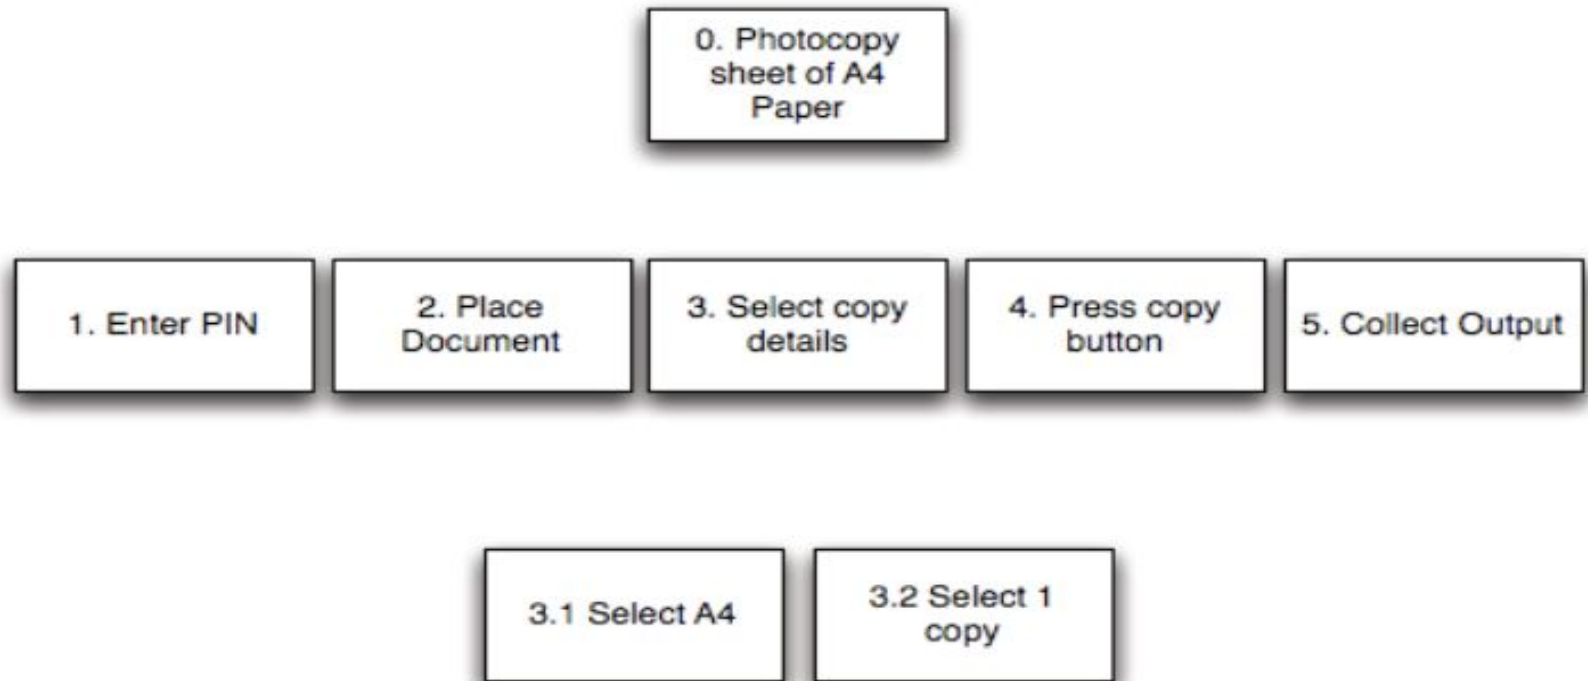 0. Photocopy
sheet of A4
Paper
1. Enter PIN
2. Place
Document
3. Select copy
details
4. Press copy
button
5. Collect Output
3.1 Select A4
3.2 Select 1
copy